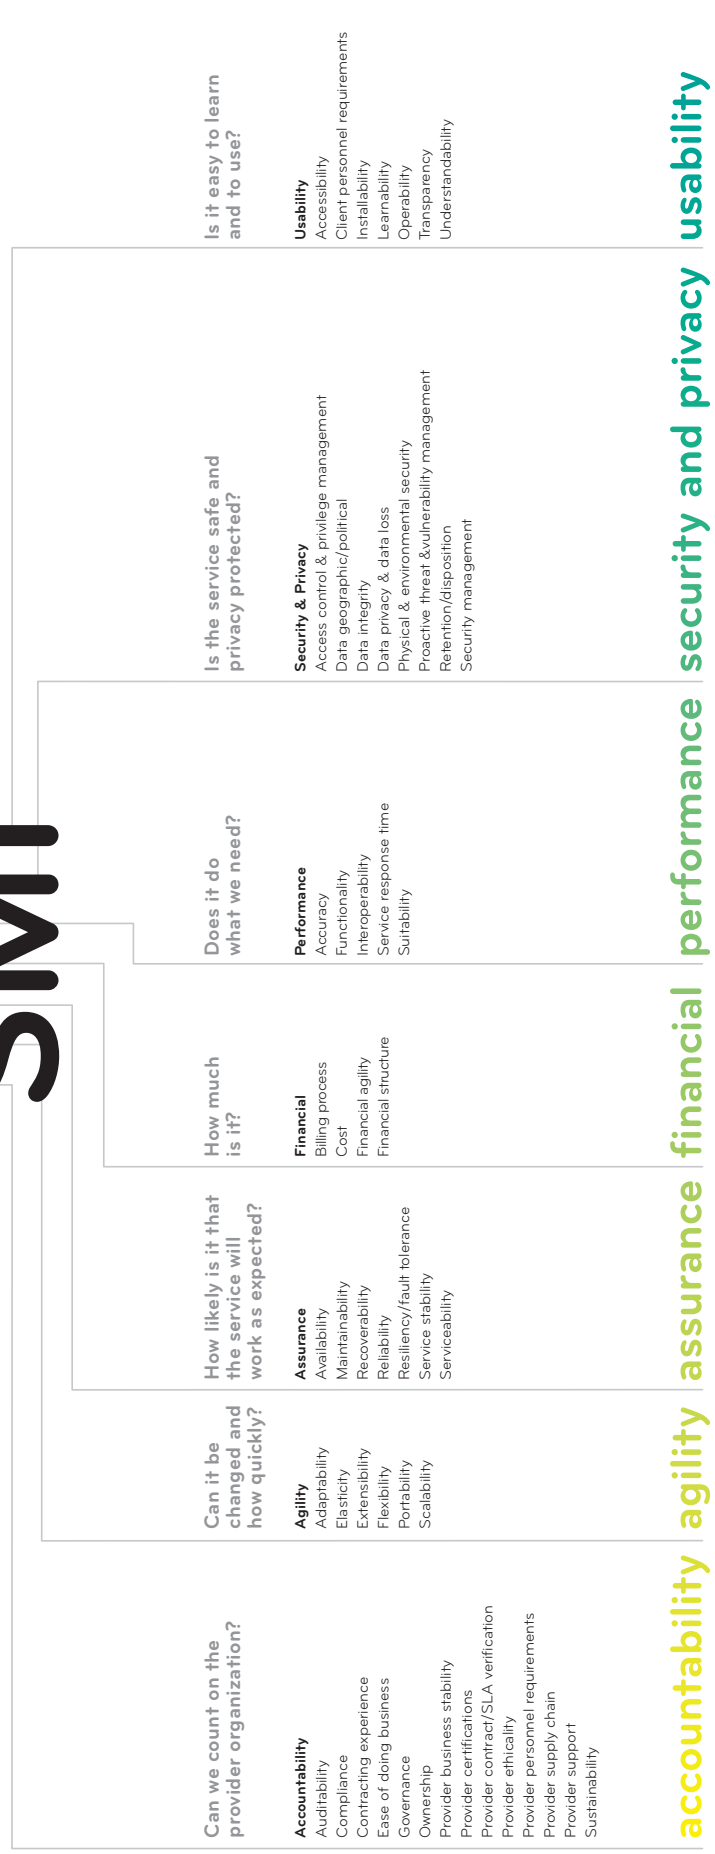 SMI
Can we count on the
provider organization?
Accountability
Auditability
Compliance
Contracting experience
Ease of doing business
Governance
Ownership
Provider business stability
Provider certifications
Provider contract/SLA verification
Provider ethicality
Provider personnel requirements
Provider supply chain
Provider support
Sustainability
accountability
Can it be
changed and
how quickly?
Agility
Adaptability
Elasticity
Extensibility
Flexibility
Portability
Scalability
agility
How likely is it that
the service will
work as expected?
Assurance
Availability
Maintainability
Recoverability
Reliability
Resiliency/fault tolerance
Service stability
Serviceability
assurance
How much
is it?
Financial
Billing process
Cost
Financial agility
Financial structure
financial
Does it do
what we need?
Performance
Accuracy
Functionality
Interoperability
Service response time
Suitability
performance
Is the service safe and
privacy protected?
Security & Privacy
Access control & privilege management
Data geographic/political
Data integrity
Data privacy & data loss
Physical & environmental security
Proactive threat &vulnerability management
Retention/disposition
Security management
security and privacy
Is it easy to learn
and to use?
Usability
Accessibility
Client personnel requirements
Installability
Learnability
Operability
Transparency
Understandability
usability